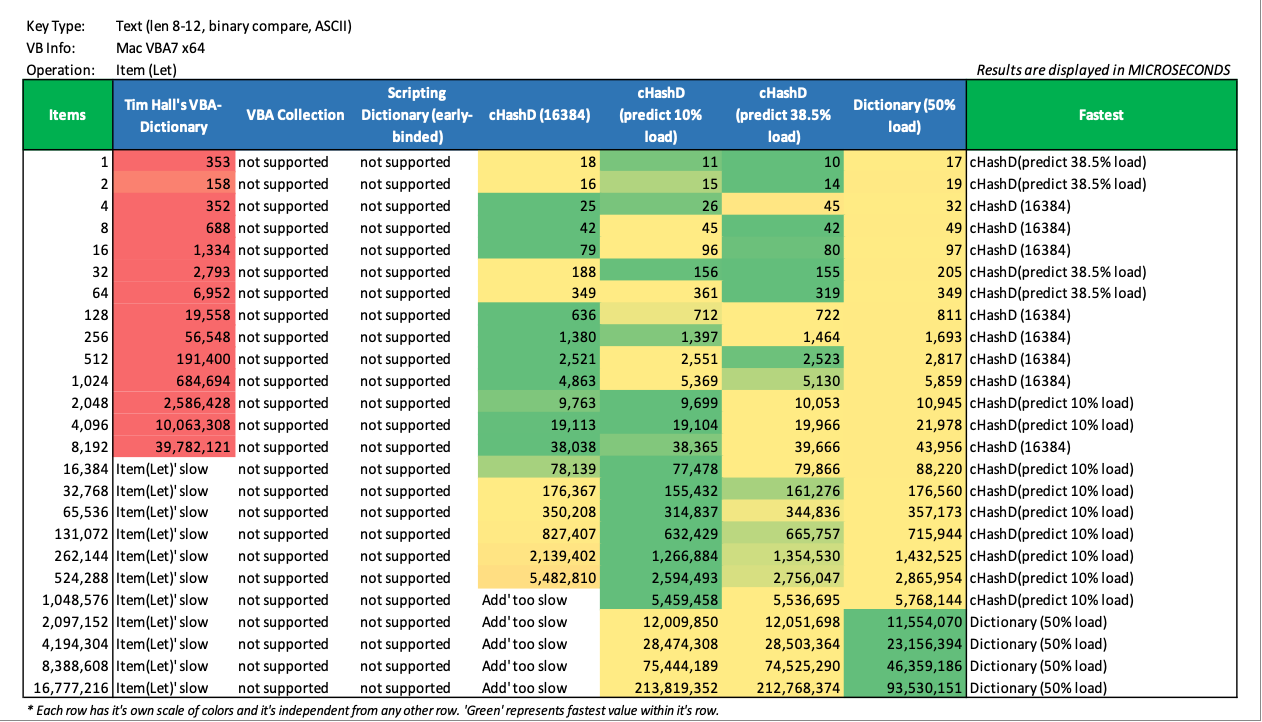 Key Type: Text (len 8-12, binary compare, ASCII)
VB Info: Mac VBA7 x64
Operation: Item (Let) Results are displayed in MICROSECONDS
Items Tim Hall's VBA-Dictionary VBA Collection Scripting Dictionary (early-binded) cHashD (16384) cHashD (predict 10% load) cHashD (predict 38.5% load) Dictionary (50% load) Fastest
1 353 not supported not supported 18 11 10 17 cHashD(predict 38.5% load)
2 158 not supported not supported 16 15 14 19 cHashD(predict 38.5% load)
4 352 not supported not supported 25 26 45 32 cHashD (16384)
8 688 not supported not supported 42 45 42 49 cHashD (16384)
16 1,334 not supported not supported 79 96 80 97 cHashD (16384)
32 2,793 not supported not supported 188 156 155 205 cHashD(predict 38.5% load)
64 6,952 not supported not supported 349 361 319 349 cHashD(predict 38.5% load)
128 19,558 not supported not supported 636 712 722 811 cHashD (16384)
256 56,548 not supported not supported 1,380 1,397 1,464 1,693 cHashD (16384)
512 191,400 not supported not supported 2,521 2,551 2,523 2,817 cHashD (16384)
1,024 684,694 not supported not supported 4,863 5,369 5,130 5,859 cHashD (16384)
2,048 2,586,428 not supported not supported 9,763 9,699 10,053 10,945 cHashD(predict 10% load)
4,096 10,063,308 not supported not supported 19,113 19,104 19,966 21,978 cHashD(predict 10% load)
8,192 39,782,121 not supported not supported 38,038 38,365 39,666 43,956 cHashD (16384)
16,384 Item(Let)' slow not supported not supported 78,139 77,478 79,866 88,220 cHashD(predict 10% load)
32,768 Item(Let)' slow not supported not supported 176,367 155,432 161,276 176,560 cHashD(predict 10% load)
65,536 Item(Let)' slow not supported not supported 350,208 314,837 344,836 357,173 cHashD(predict 10% load)
131,072 Item(Let)' slow not supported not supported 827,407 632,429 665,757 715,944 cHashD(predict 10% load)
262,144 Item(Let)' slow not supported not supported 2,139,402 1,266,884 1,354,530 1,432,525 cHashD(predict 10% load)
524,288 Item(Let)' slow not supported not supported 5,482,810 2,594,493 2,756,047 2,865,954 cHashD(predict 10% load)
1,048,576 Item(Let)' slow not supported not supported Add' too slow 5,459,458 5,536,695 5,768,144 cHashD(predict 10% load)
2,097,152 Item(Let)' slow not supported not supported Add' too slow 12,009,850 12,051,698 11,554,070 Dictionary (50% load)
4,194,304 Item(Let)' slow not supported not supported Add' too slow 28,474,308 28,503,364 23,156,394 Dictionary (50% load)
8,388,608 Item(Let)' slow not supported not supported Add' too slow 75,444,189 74,525,290 46,359,186 Dictionary (50% load)
16,777,216 Item(Let)' slow not supported not supported Add' too slow 213,819,352 212,768,374 93,530,151 Dictionary (50% load)
* Each row has it's own scale of colors and it's independent from any other row. 'Green' represents fastest value within it's row.